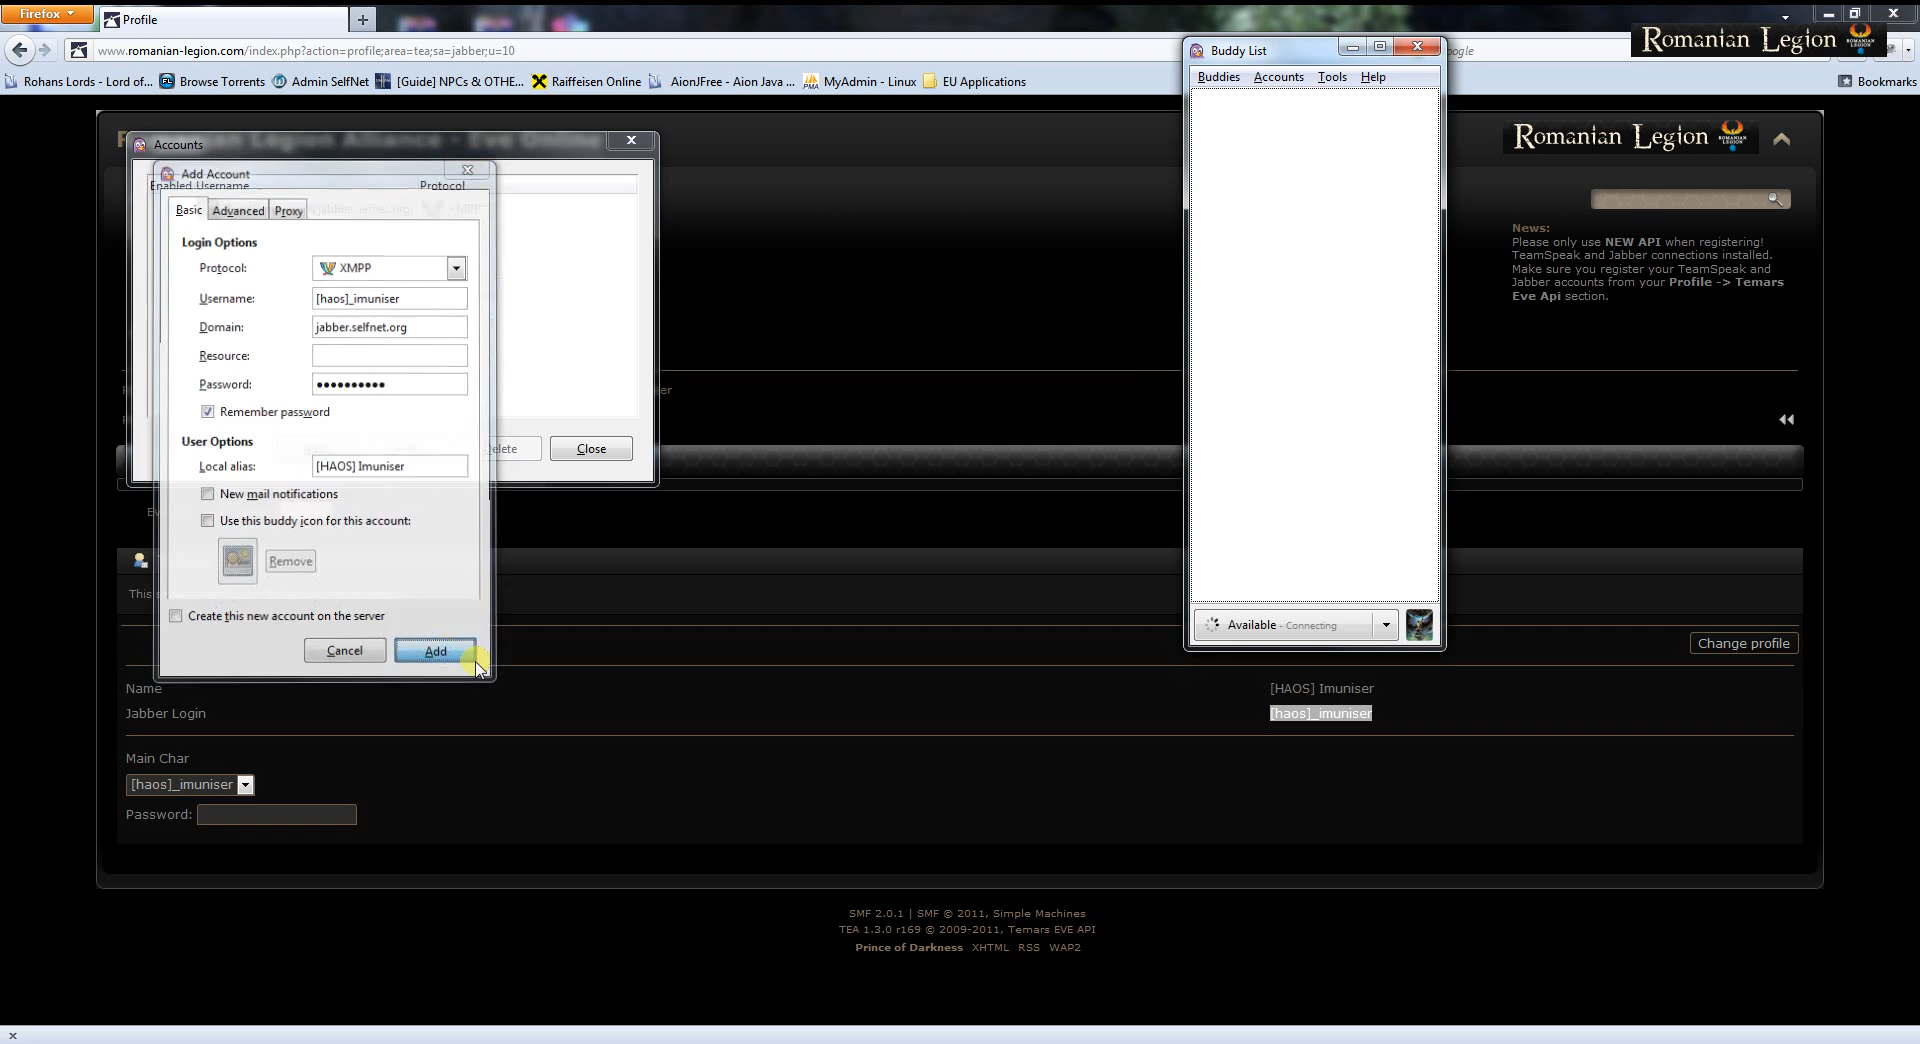 Firefox
Profile
www.romanian-legion.com/index.php?action=profile;area=tea;sa=jabber;u=10
Romanian Legion
Rohans Lords - Lord of...
Browse Torrents
Admin SelfNet
[Guide] NPCs & OTHE...
Raiffeisen Online
AionJFree - Aion Java ...
MyAdmin - Linux
EU Applications
Bookmarks
Romanian Legion Alliance - Eve Online
Romanian Legion
News:
Please only use NEW API when registering!
TeamSpeak and Jabber connections installed.
Make sure you register your TeamSpeak and
Jabber accounts from your Profile -> Temars
Eve Api section.
Accounts
Enabled Username
Protocol
Delete
Close
Add Account
Basic
Advanced
Proxy
Login Options
Protocol:
XMPP
Username:
[haos]_imuniser
Domain:
jabber.selfnet.org
Resource:
Password:
••••••••••
Remember password
User Options
Local alias:
[HAOS] Imuniser
New mail notifications
Use this buddy icon for this account:
Remove
Create this new account on the server
Cancel
Add
Buddy List
Buddies
Accounts
Tools
Help
Available - Connecting
Change profile
Name
[HAOS] Imuniser
Jabber Login
[haos]_imuniser
Main Char
[haos]_imuniser
Password:
SMF 2.0.1 | SMF © 2011, Simple Machines
TEA 1.3.0 r169 © 2009-2011, Temars EVE API
Prince of Darkness XHTML RSS WAP2